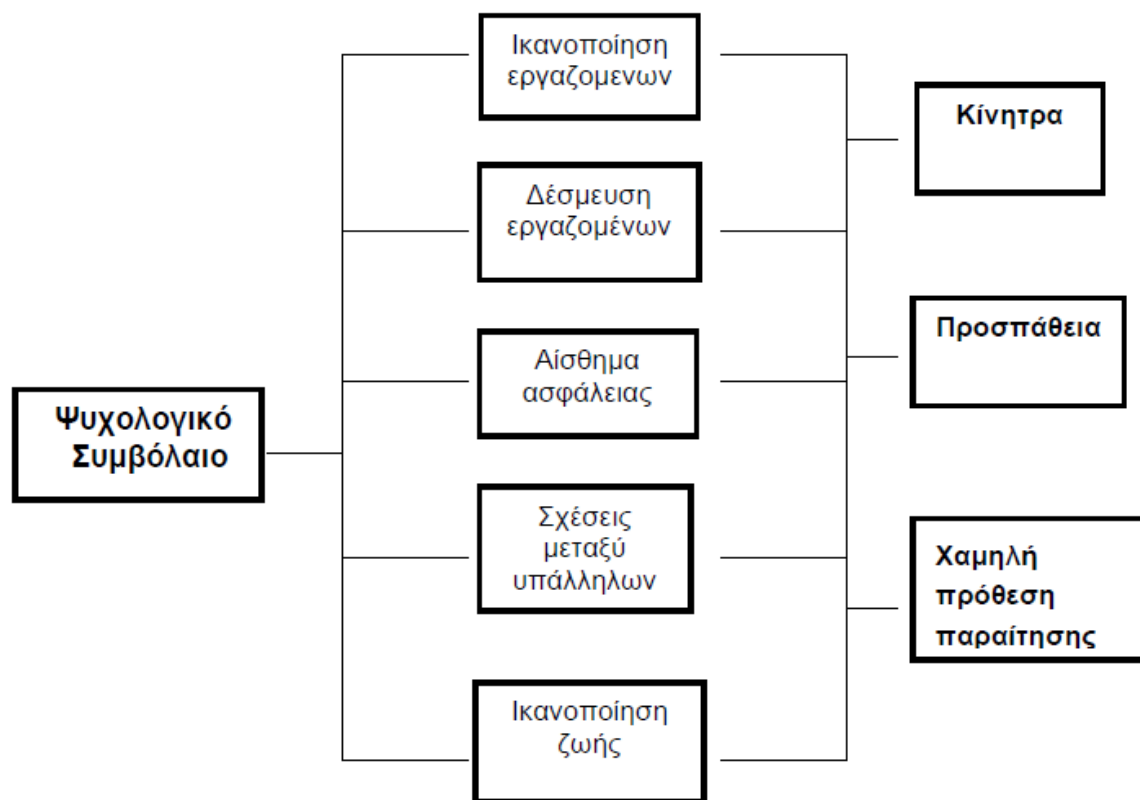 Ικανοποίηση
εργαζομενων
Κίνητρα
Δέσμευση
εργαζομένων
Προσπάθεια
Αίσθημα
ασφάλειας
Ψυχολογικό
Συμβόλαιο
Σχέσεις
μεταξύ
υπάλληλων
Χαμηλή
πρόθεση
παραίτησης
Ικανοποίηση
ζωής